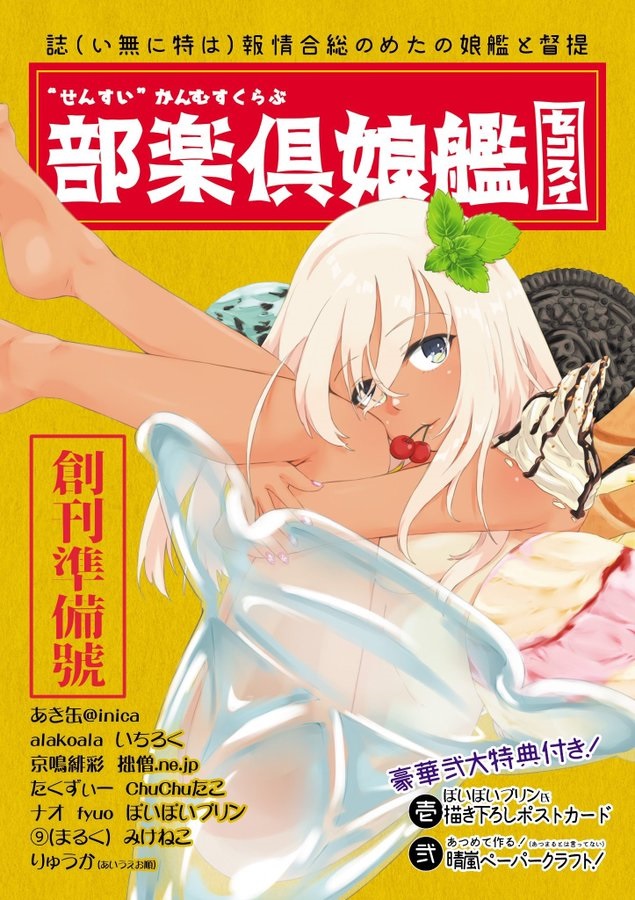 提督と艦娘のための総合情報(は特に無い)誌
“せんすい” かんむすくらぶ
センスイ
艦娘倶楽部
創刊準備號
あき缶@inica
alakoala いちろく
京鳴緋彩 拙僧.ne.jp
たくずぃー ChuChuたこ
ナオ fyuo ぽいぽいプリン
⑨(まるく) みけねこ
りゅうか(あいうえお順)
豪華弐大特典付き!
壱 ぽいぽいプリン氏
描き下ろしポストカード
弐 あつめて作る!(あつまるとは言ってない)
晴嵐ペーパークラフト!